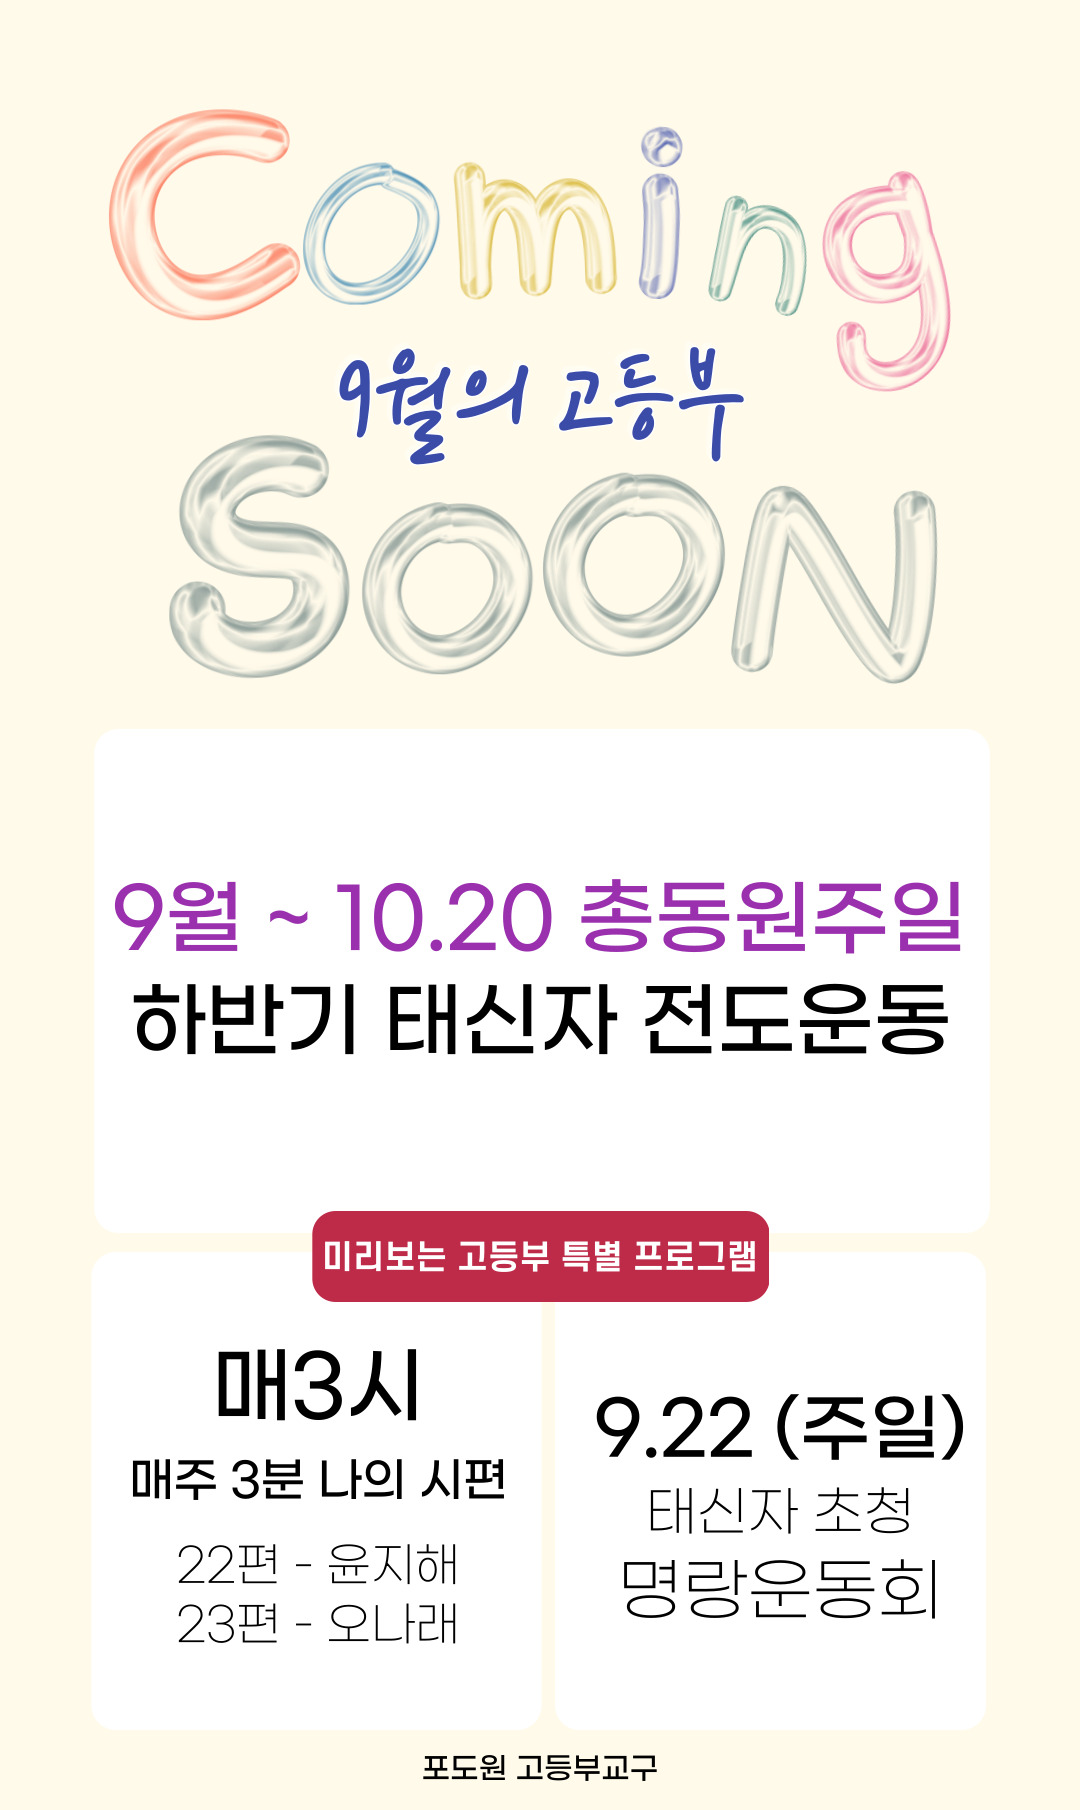 Coming
9월의 고등부
SOON
9월 ~ 10.20 총동원주일
하반기 태신자 전도운동
미리보는 고등부 특별 프로그램
매3시
매주 3분 나의 시편
22편 - 윤지해
23편 - 오나래
9.22 (주일)
태신자 초청
명랑운동회
포도원 고등부교구